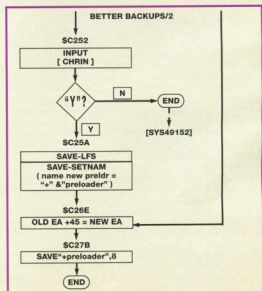 BETTER BACKUPS/2
$C252
INPUT
[ CHRIN ]
"Y"?
N
END
[SYS49152]
Y
$C25A
SAVE-LFS
SAVE-SETNAM
( name new preldr =
"+" &"preloader" )
$C26E
OLD EA +45 = NEW EA
$C27B
SAVE"+preloader",8
END